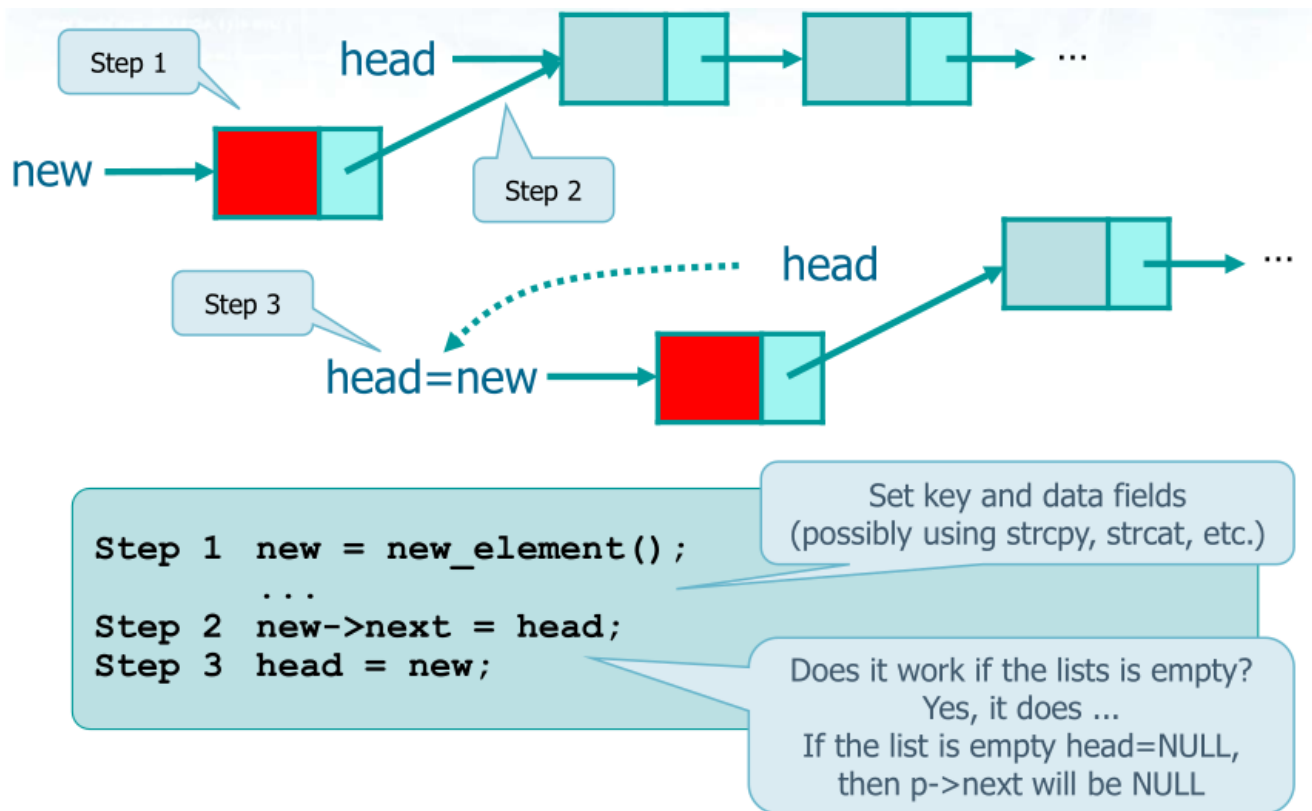 Step 1
head
...
new
Step 2
head
...
Step 3
head=new
Set key and data fields
(possibly using strcpy, strcat, etc.)
Step 1 new = new_element();
...
Step 2 new->next = head;
Step 3 head = new;
Does it work if the lists is empty?
Yes, it does ...
If the list is empty head=NULL,
then p->next will be NULL